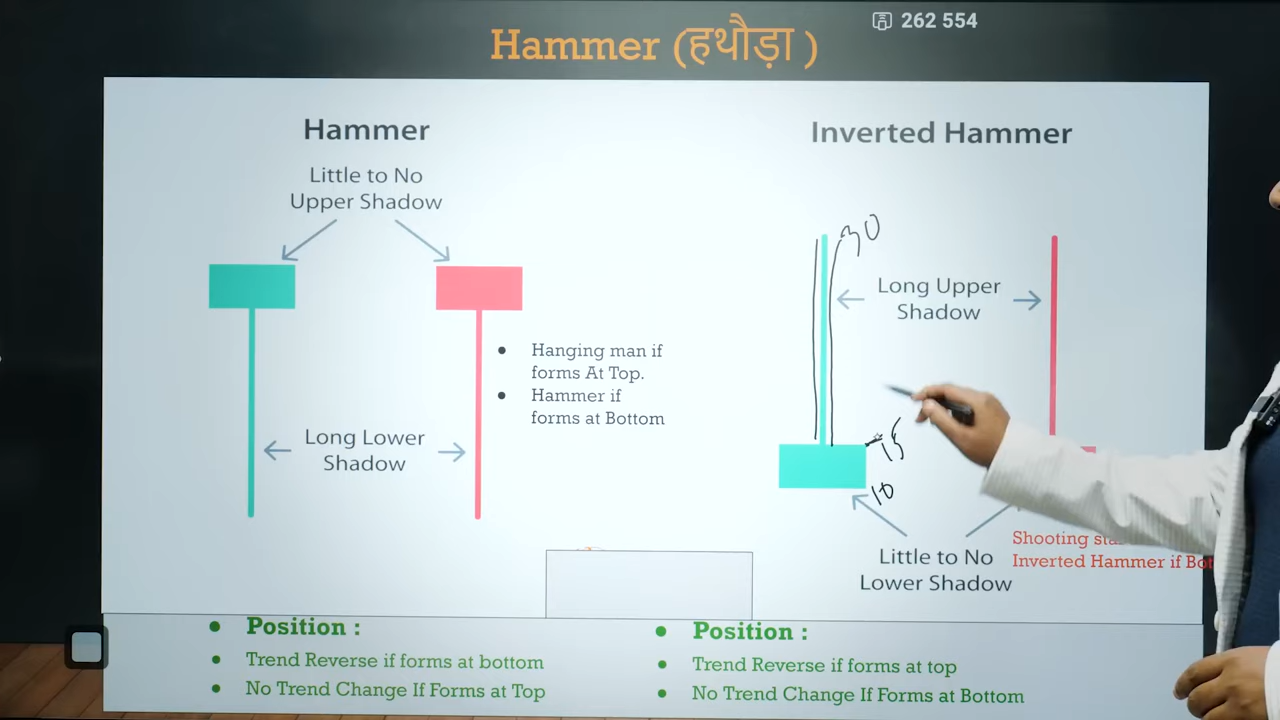 262 554
Hammer (हथौड़ा )
Hammer
Little to No
Upper Shadow
Hanging man if
forms At Top.
Hammer if
forms at Bottom
Long Lower
Shadow
Inverted Hammer
30
Long Upper
Shadow
15
10
Little to No
Lower Shadow
Shooting
Inverted Hammer if
Position :
Trend Reverse if forms at bottom
No Trend Change If Forms at Top
Position :
Trend Reverse if forms at top
No Trend Change If Forms at Bottom